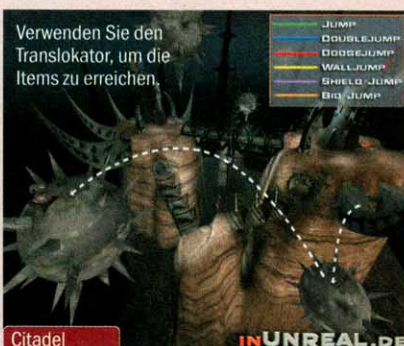 Verwenden Sie den
Translokator, um die
Items zu erreichen.
JUMP
DOUBLEJUMP
DODGEJUMP
WALLJUMP
SHIELD JUMP
BIO JUMP
Citadel
INUNREAL.DE